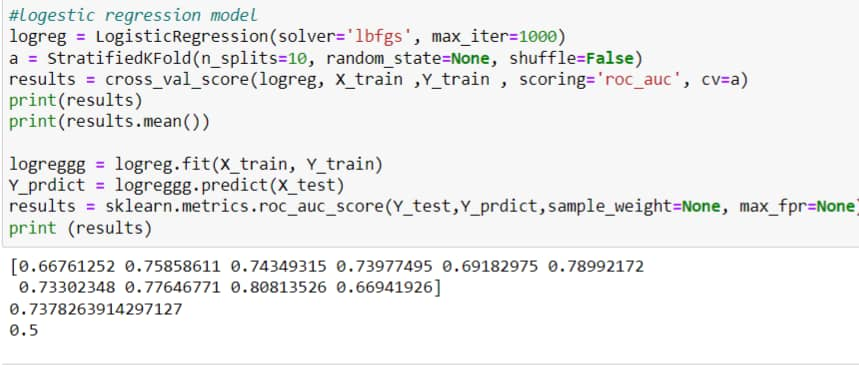 #logestic regression model
logreg = LogisticRegression(solver='lbfgs', max_iter=1000)
a = StratifiedKFold(n_splits=10, random_state=None, shuffle=False)
results = cross_val_score(logreg, X_train ,Y_train , scoring='roc_auc', cv=a)
print(results)
print(results.mean())
logreggg = logreg.fit(X_train, Y_train)
Y_prdict = logreggg.predict(X_test)
results = sklearn.metrics.roc_auc_score(Y_test,Y_prdict,sample_weight=None, max_fpr=None)
print (results)
[0.66761252 0.75858611 0.74349315 0.73977495 0.69182975 0.78992172
0.73302348 0.77646771 0.80813526 0.66941926]
0.7378263914297127
0.5